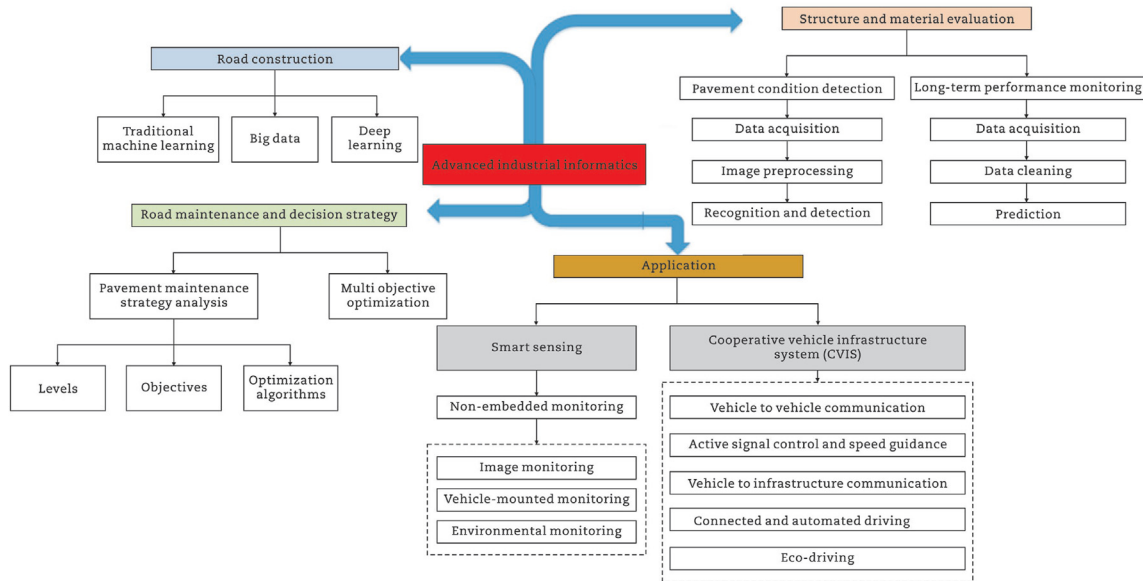 Structure and material evaluation
Road construction
Pavement condition detection
Long-term performance monitoring
Traditional
machine learning
Big data
Deep
learning
Data acquisition
Data acquisition
Advanced industrial informatics
Image preprocessing
Data cleaning
Road maintenance and decision strategy
Recognition and detection
Prediction
Application
Pavement maintenance
strategy analysis
Multi objective
optimization
Smart sensing
Cooperative vehicle infrastructure
system (CVIS)
Levels
Objectives
Optimization
algorithms
Non-embedded monitoring
Vehicle to vehicle communication
Active signal control and speed guidance
Image monitoring
Vehicle to infrastructure communication
Vehicle-mounted monitoring
Connected and automated driving
Environmental monitoring
Eco-driving